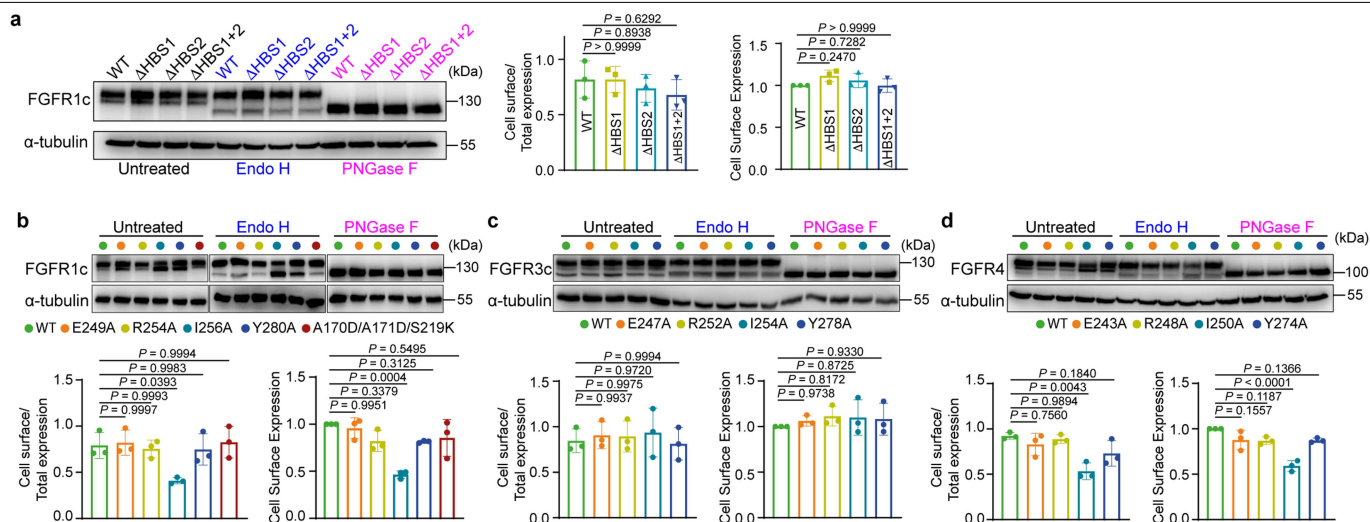 a
WT ΔHBS1 ΔHBS2 ΔHBS1+2 WT ΔHBS1 ΔHBS2 ΔHBS1+2 WT ΔHBS1 ΔHBS2 ΔHBS1+2
(kDa)
FGFR1c
130
α-tubulin
55
Untreated Endo H PNGase F
P = 0.6292
P = 0.8938
P > 0.9999
Cell surface/
Total expression
1.0
0.5
0.0
WT ΔHBS1 ΔHBS2 ΔHBS1+2
P > 0.9999
P = 0.7282
P = 0.2470
Cell Surface Expression
1.5
1.0
0.5
0.0
WT ΔHBS1 ΔHBS2 ΔHBS1+2
b
Untreated Endo H PNGase F
(kDa)
FGFR1c
130
α-tubulin
55
WT E249A R254A I256A Y280A A170D/A171D/S219K
P = 0.9994
P = 0.9983
P = 0.0393
P = 0.9993
P = 0.9997
Cell surface/
Total expression
1.5
1.0
0.5
0.0
P = 0.5495
P = 0.3125
P = 0.0004
P = 0.3379
P = 0.9951
Cell Surface Expression
1.5
1.0
0.5
0.0
c
Untreated Endo H PNGase F
(kDa)
FGFR3c
130
α-tubulin
55
WT E247A R252A I254A Y278A
P = 0.9994
P = 0.9720
P = 0.9975
P = 0.9937
Cell surface/
Total expression
1.5
1.0
0.5
0.0
P = 0.9330
P = 0.8725
P = 0.8172
P = 0.9738
Cell Surface Expression
1.5
1.0
0.5
0.0
d
Untreated Endo H PNGase F
(kDa)
FGFR4
100
α-tubulin
55
WT E243A R248A I250A Y274A
P = 0.1840
P = 0.0043
P = 0.9894
P = 0.7560
Cell surface/
Total expression
1.5
1.0
0.5
0.0
P = 0.1366
P < 0.0001
P = 0.1187
P = 0.1557
Cell Surface Expression
1.5
1.0
0.5
0.0